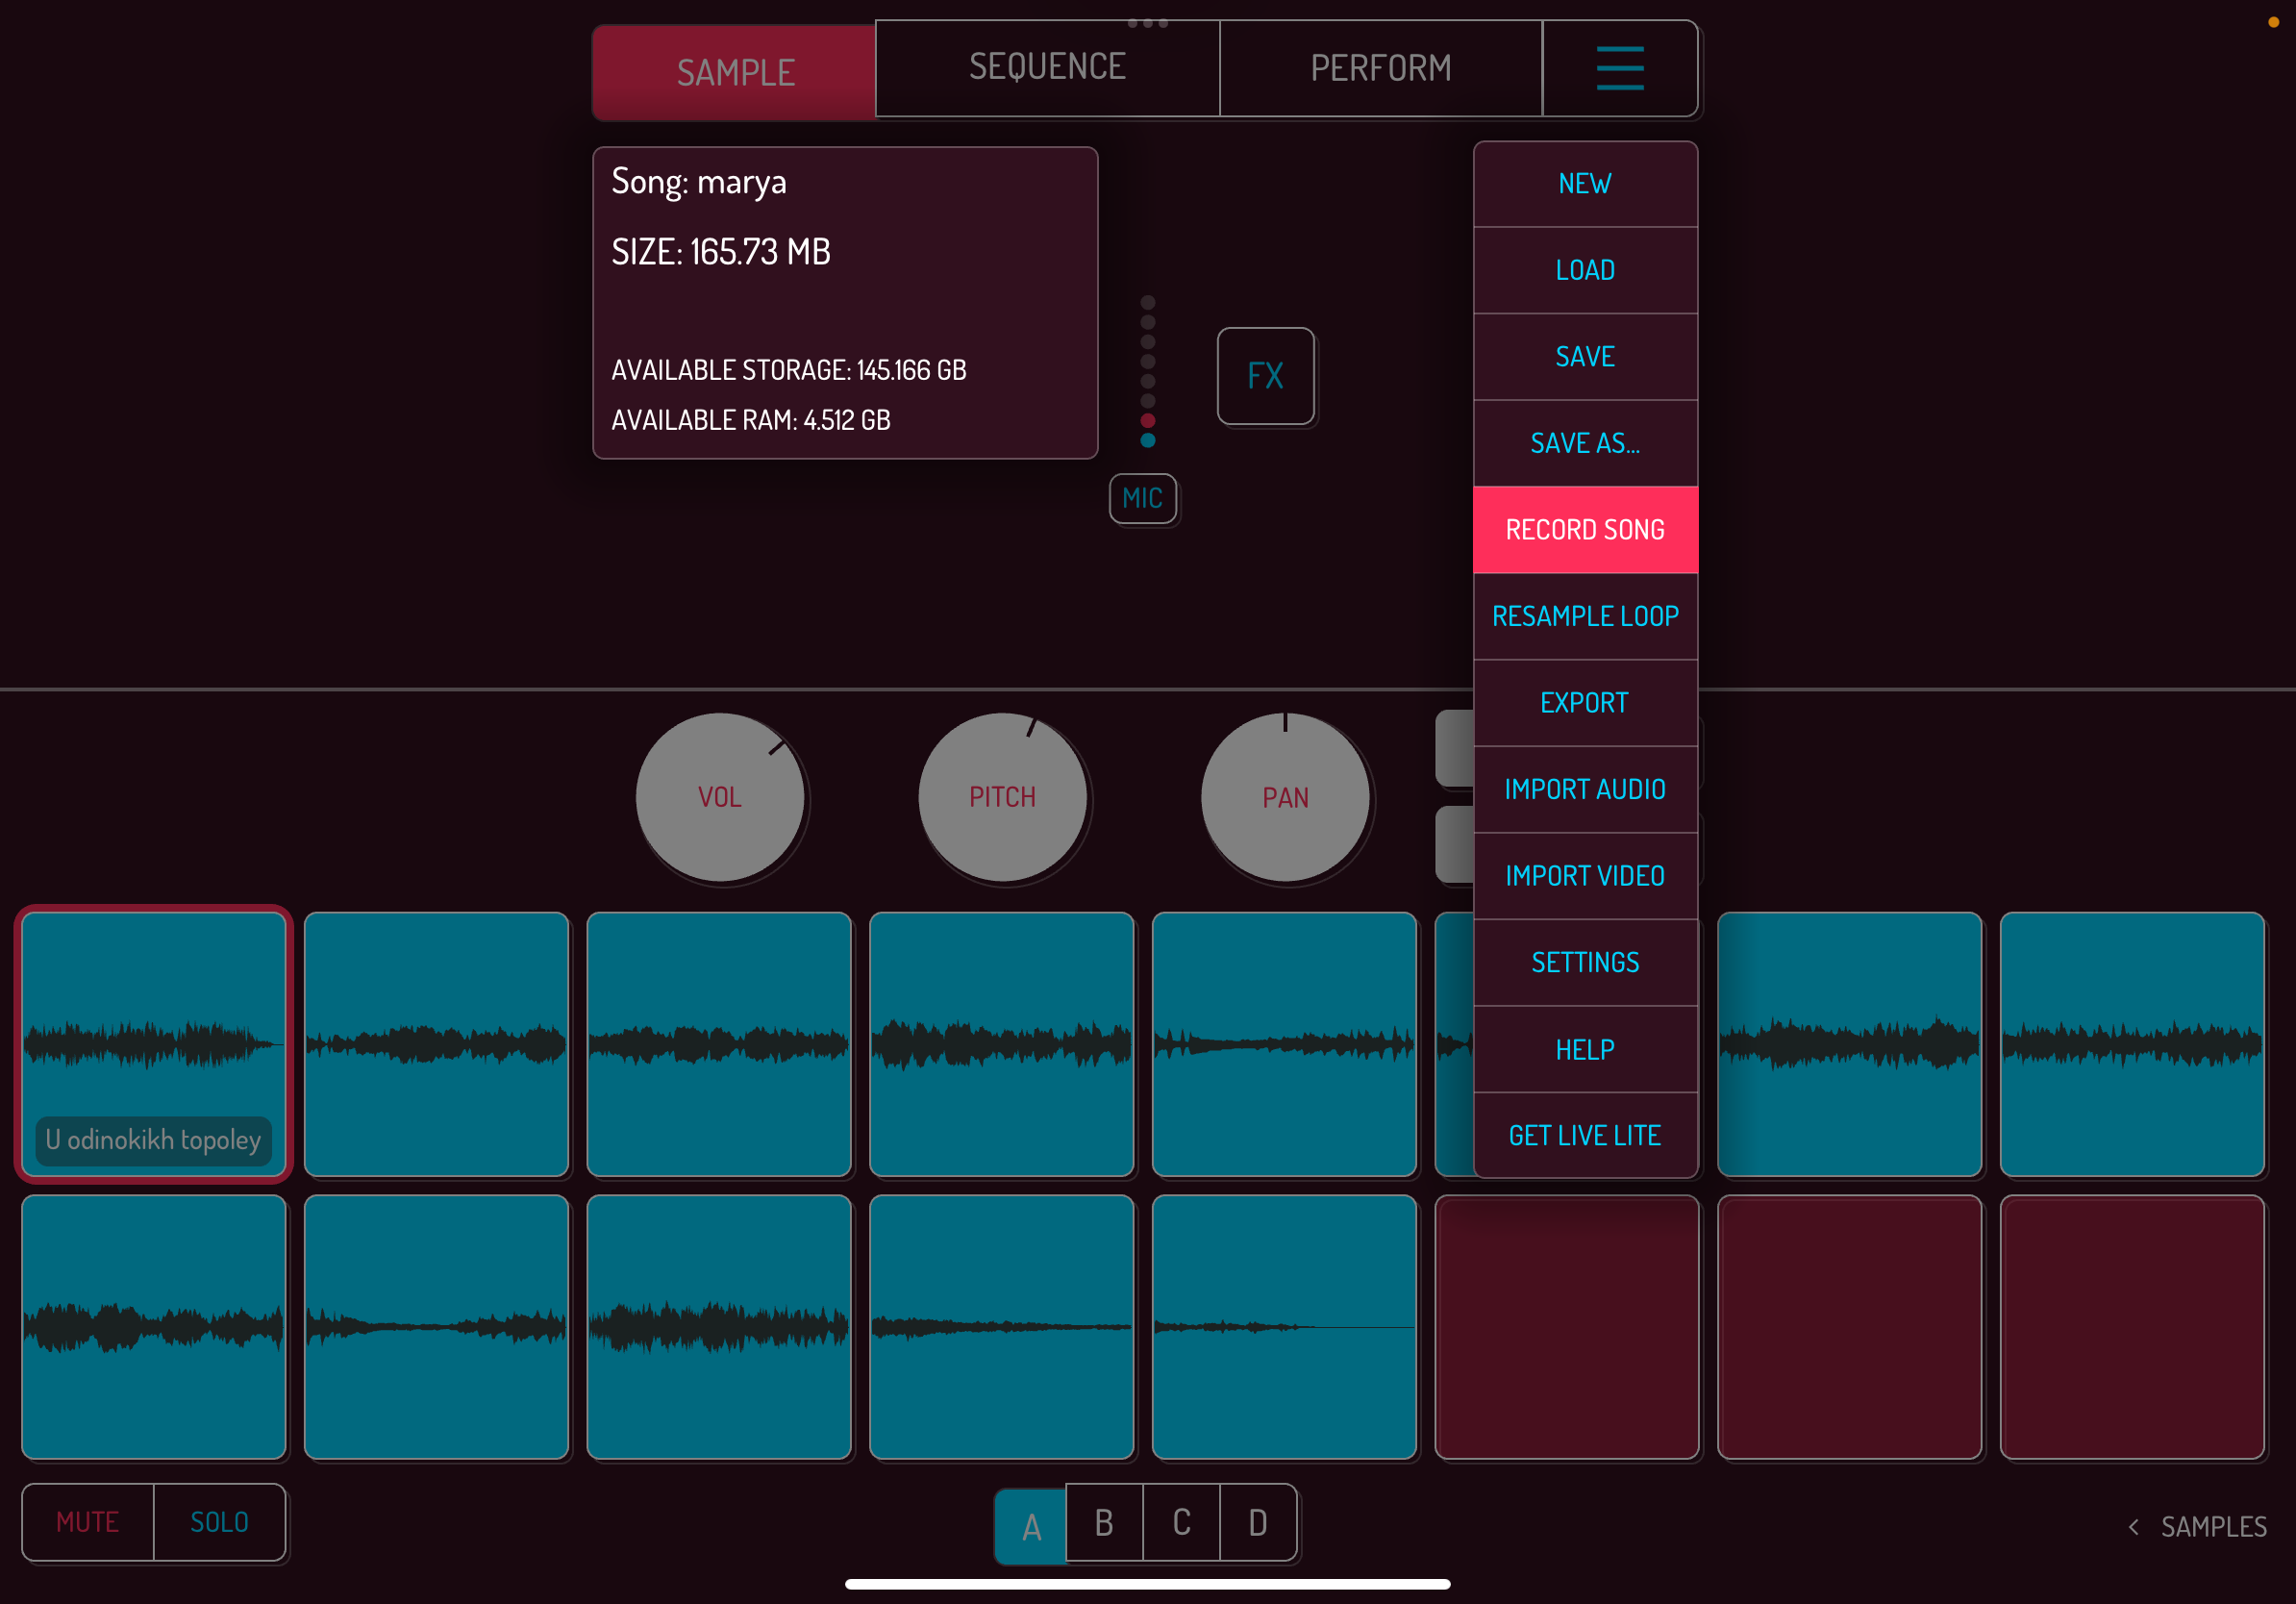 SAMPLE
SEQUENCE
PERFORM
Song: marya
SIZE: 165.73 MB
AVAILABLE STORAGE: 145.166 GB
AVAILABLE RAM: 4.512 GB
FX
MIC
NEW
LOAD
SAVE
SAVE AS...
RECORD SONG
RESAMPLE LOOP
EXPORT
IMPORT AUDIO
IMPORT VIDEO
SETTINGS
HELP
GET LIVE LITE
VOL
PITCH
PAN
U odinokikh topoley
MUTE
SOLO
A
B
C
D
< SAMPLES